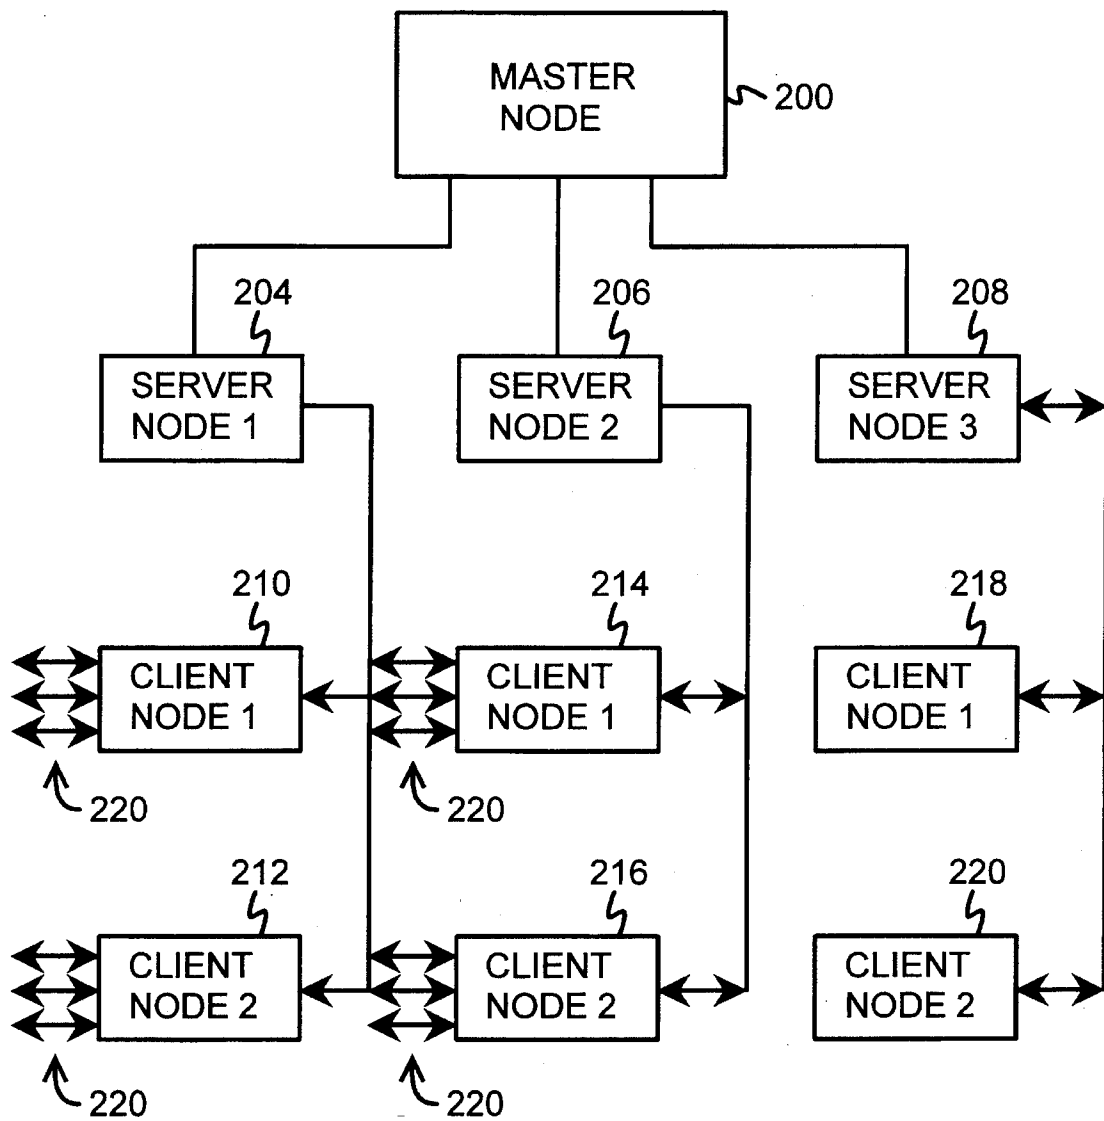 MASTER
NODE
200
204
206
208
SERVER
NODE 1
SERVER
NODE 2
SERVER
NODE 3
210
214
218
CLIENT
NODE 1
CLIENT
NODE 1
CLIENT
NODE 1
220
220
212
216
220
CLIENT
NODE 2
CLIENT
NODE 2
CLIENT
NODE 2
220
220